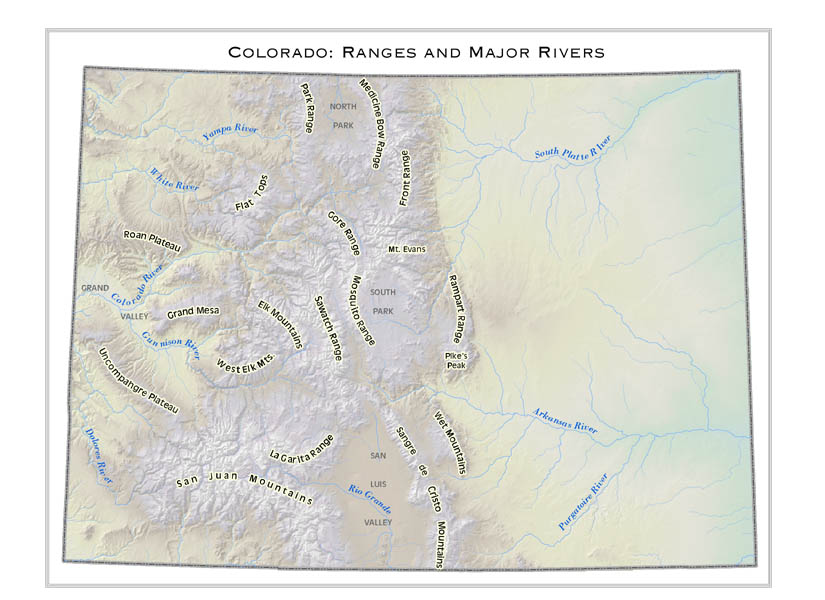 COLORADO: RANGES AND MAJOR RIVERS
Park Range
NORTH
PARK
Medicine Bow Range
Yampa River
South Platte River
Front Range
White River
Flat Tops
Gore Range
Roan Plateau
Mt. Evans
Colorado River
GRAND
VALLEY
Mosquito Range
SOUTH
PARK
Rampart Range
Sawatch Range
Elk Mountains
Grand Mesa
Gunnison River
West Elk Mts.
Pike's
Peak
Uncompangre Plateau
Arkansas River
Wet Mountains
Dolores River
LaGarita Range
SAN
LUIS
VALLEY
Sangre de Cristo Mountains
San Juan Mountains
Rio Grande
Purgatoire River